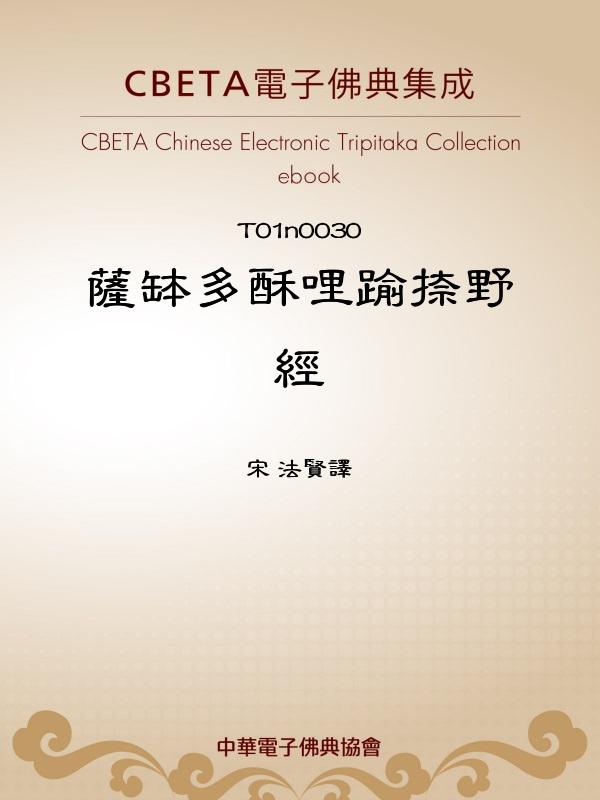 CBETA電子佛典集成
CBETA Chinese Electronic Tripitaka Collection
ebook
T01n0030
薩鉢多酥哩踰捺野
經
宋 法賢譯
中華電子佛典協會